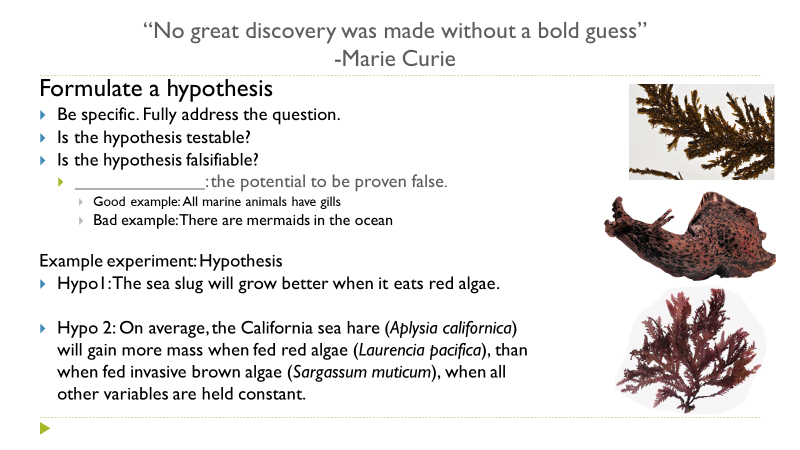 “No great discovery was made without a bold guess”
-Marie Curie
Formulate a hypothesis
Be specific. Fully address the question.
Is the hypothesis testable?
Is the hypothesis falsifiable?
______________: the potential to be proven false.
Good example: All marine animals have gills
Bad example: There are mermaids in the ocean
Example experiment: Hypothesis
Hypo1: The sea slug will grow better when it eats red algae.
Hypo 2: On average, the California sea hare (Aplysia californica)
will gain more mass when fed red algae (Laurencia pacifica), than
when fed invasive brown algae (Sargassum muticum), when all
other variables are held constant.